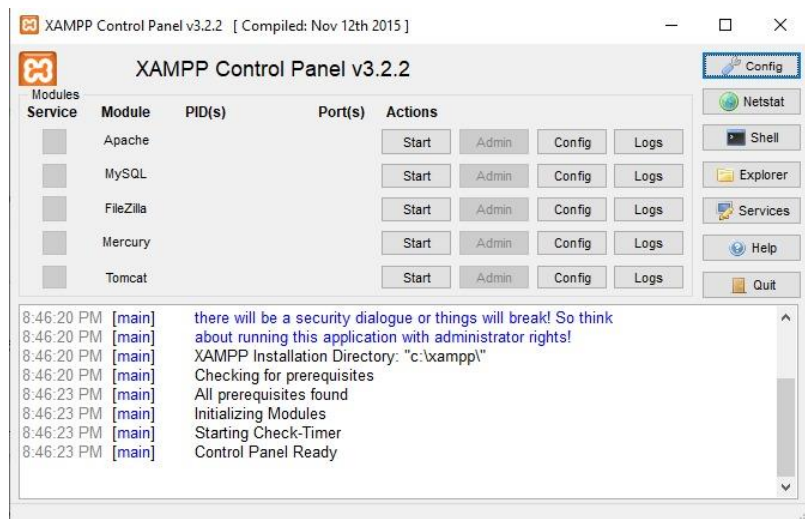 XAMPP Control Panel v3.2.2 [ Compiled: Nov 12th 2015 ]
XAMPP Control Panel v3.2.2
Config
Netstat
Shell
Explorer
Services
Help
Quit
Modules
Service Module PID(s) Port(s) Actions
Apache Start Admin Config Logs
MySQL Start Admin Config Logs
FileZilla Start Admin Config Logs
Mercury Start Admin Config Logs
Tomcat Start Admin Config Logs
8:46:20 PM [main] there will be a security dialogue or things will break! So think
8:46:20 PM [main] about running this application with administrator rights!
8:46:20 PM [main] XAMPP Installation Directory: "c:\xampp\"
8:46:20 PM [main] Checking for prerequisites
8:46:23 PM [main] All prerequisites found
8:46:23 PM [main] Initializing Modules
8:46:23 PM [main] Starting Check-Timer
8:46:23 PM [main] Control Panel Ready